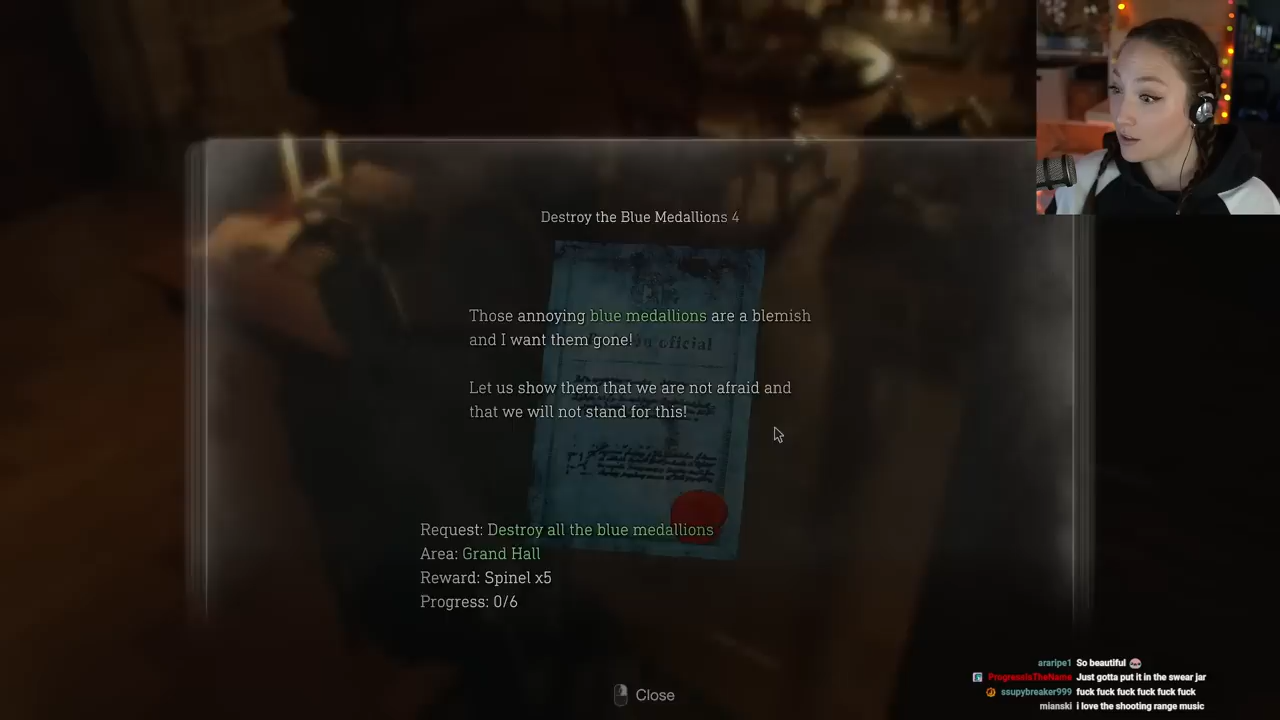 Destroy the Blue Medallions 4
Those annoying blue medallions are a blemish
and I want them gone!
oficial
Let us show them that we are not afraid and
that we will not stand for this!
Request: Destroy all the blue medallions
Area: Grand Hall
Reward: Spinel x5
Progress: 0/6
Close
araripe1 So beautiful
ProgressIsTheName Just gotta put it in the swear jar
ssupybreaker999 fuck fuck fuck fuck fuck fuck
mianski i love the shooting range music